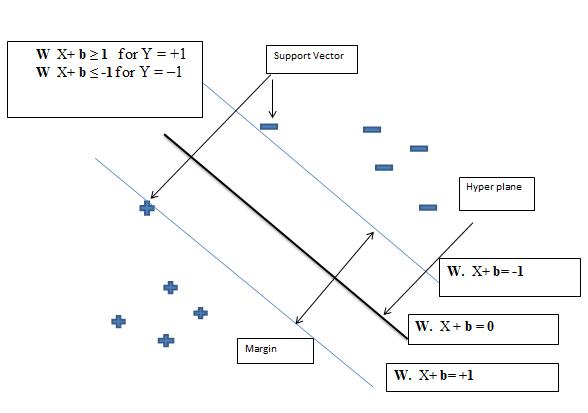 W X+ b ≥ 1 for Y = +1
W X+ b ≤ -1 for Y = −1
Support Vector
Hyper plane
W. X+ b= -1
W. X + b = 0
Margin
W. X+ b= +1